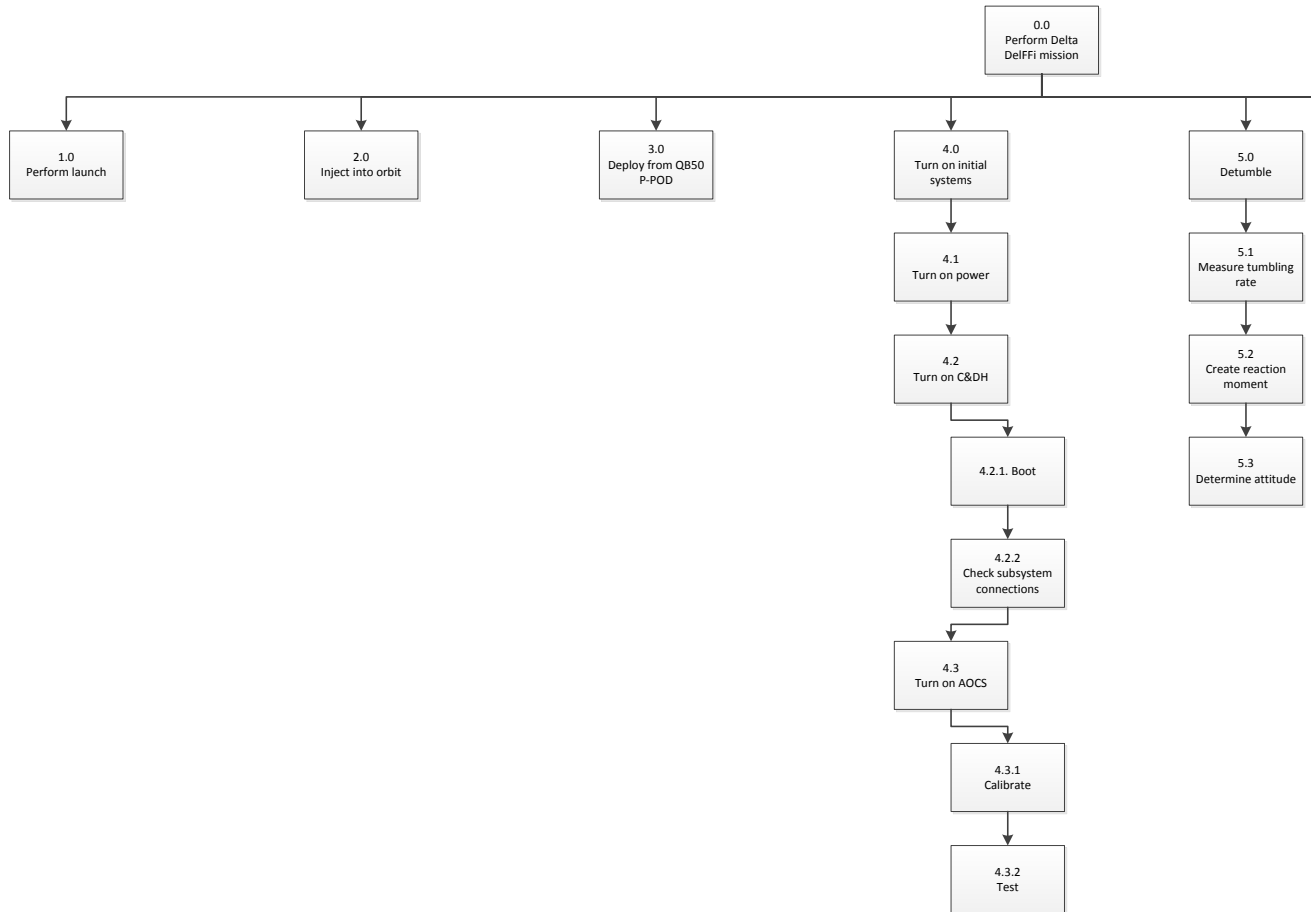 0.0
Perform Delta
DelFFi mission
1.0
Perform launch
2.0
Inject into orbit
3.0
Deploy from QB50
P-POD
4.0
Turn on initial
systems
5.0
Detumble
4.1
Turn on power
5.1
Measure tumbling
rate
4.2
Turn on C&DH
5.2
Create reaction
moment
4.2.1. Boot
5.3
Determine attitude
4.2.2
Check subsystem
connections
4.3
Turn on AOCS
4.3.1
Calibrate
4.3.2
Test